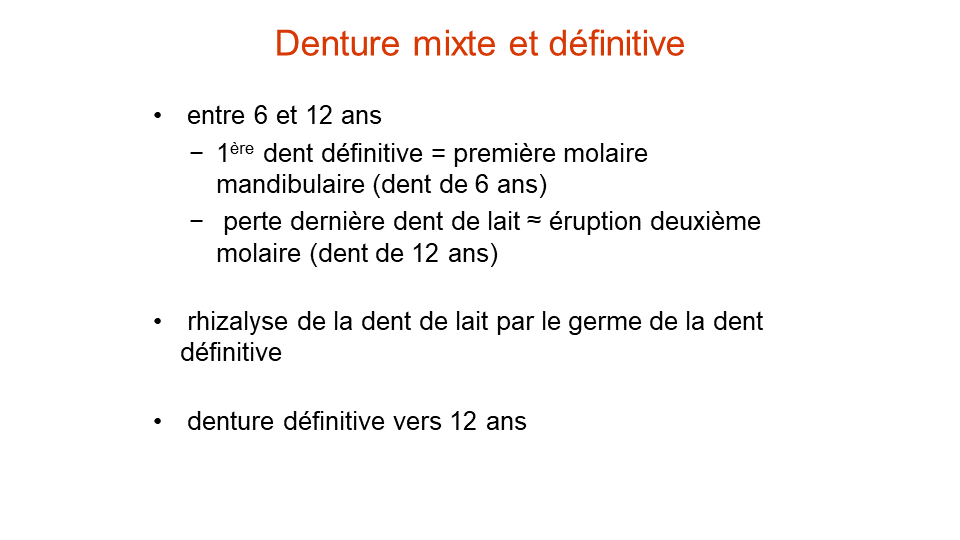 Denture mixte et définitive
• entre 6 et 12 ans
− 1ère dent définitive = première molaire
mandibulaire (dent de 6 ans)
− perte dernière dent de lait ≈ éruption deuxième
molaire (dent de 12 ans)
• rhizalyse de la dent de lait par le germe de la dent
définitive
• denture définitive vers 12 ans